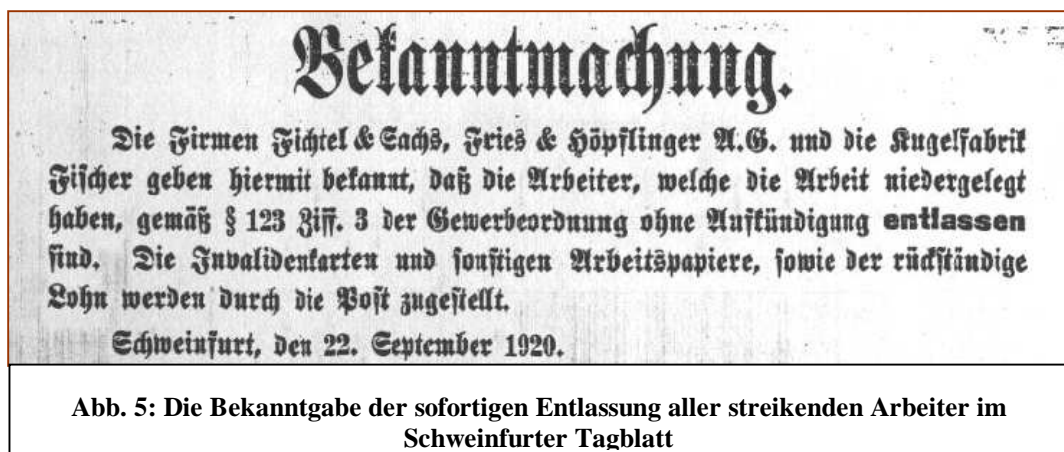 Bekanntmachung.
Die Firmen Fichtel & Sachs, Fries & Höpflinger A.G. und die Kugelfabrik
Fischer geben hiermit bekannt, daß die Arbeiter, welche die Arbeit niedergelegt
haben, gemäß § 123 Ziff. 3 der Gewerbeordnung ohne Aufkündigung entlassen
sind. Die Invalidenkarten und sonstigen Arbeitspapiere, sowie der rückständige
Lohn werden durch die Post zugestellt.
Schweinfurt, den 22. September 1920.
Abb. 5: Die Bekanntgabe der sofortigen Entlassung aller streikenden Arbeiter im
Schweinfurter Tagblatt